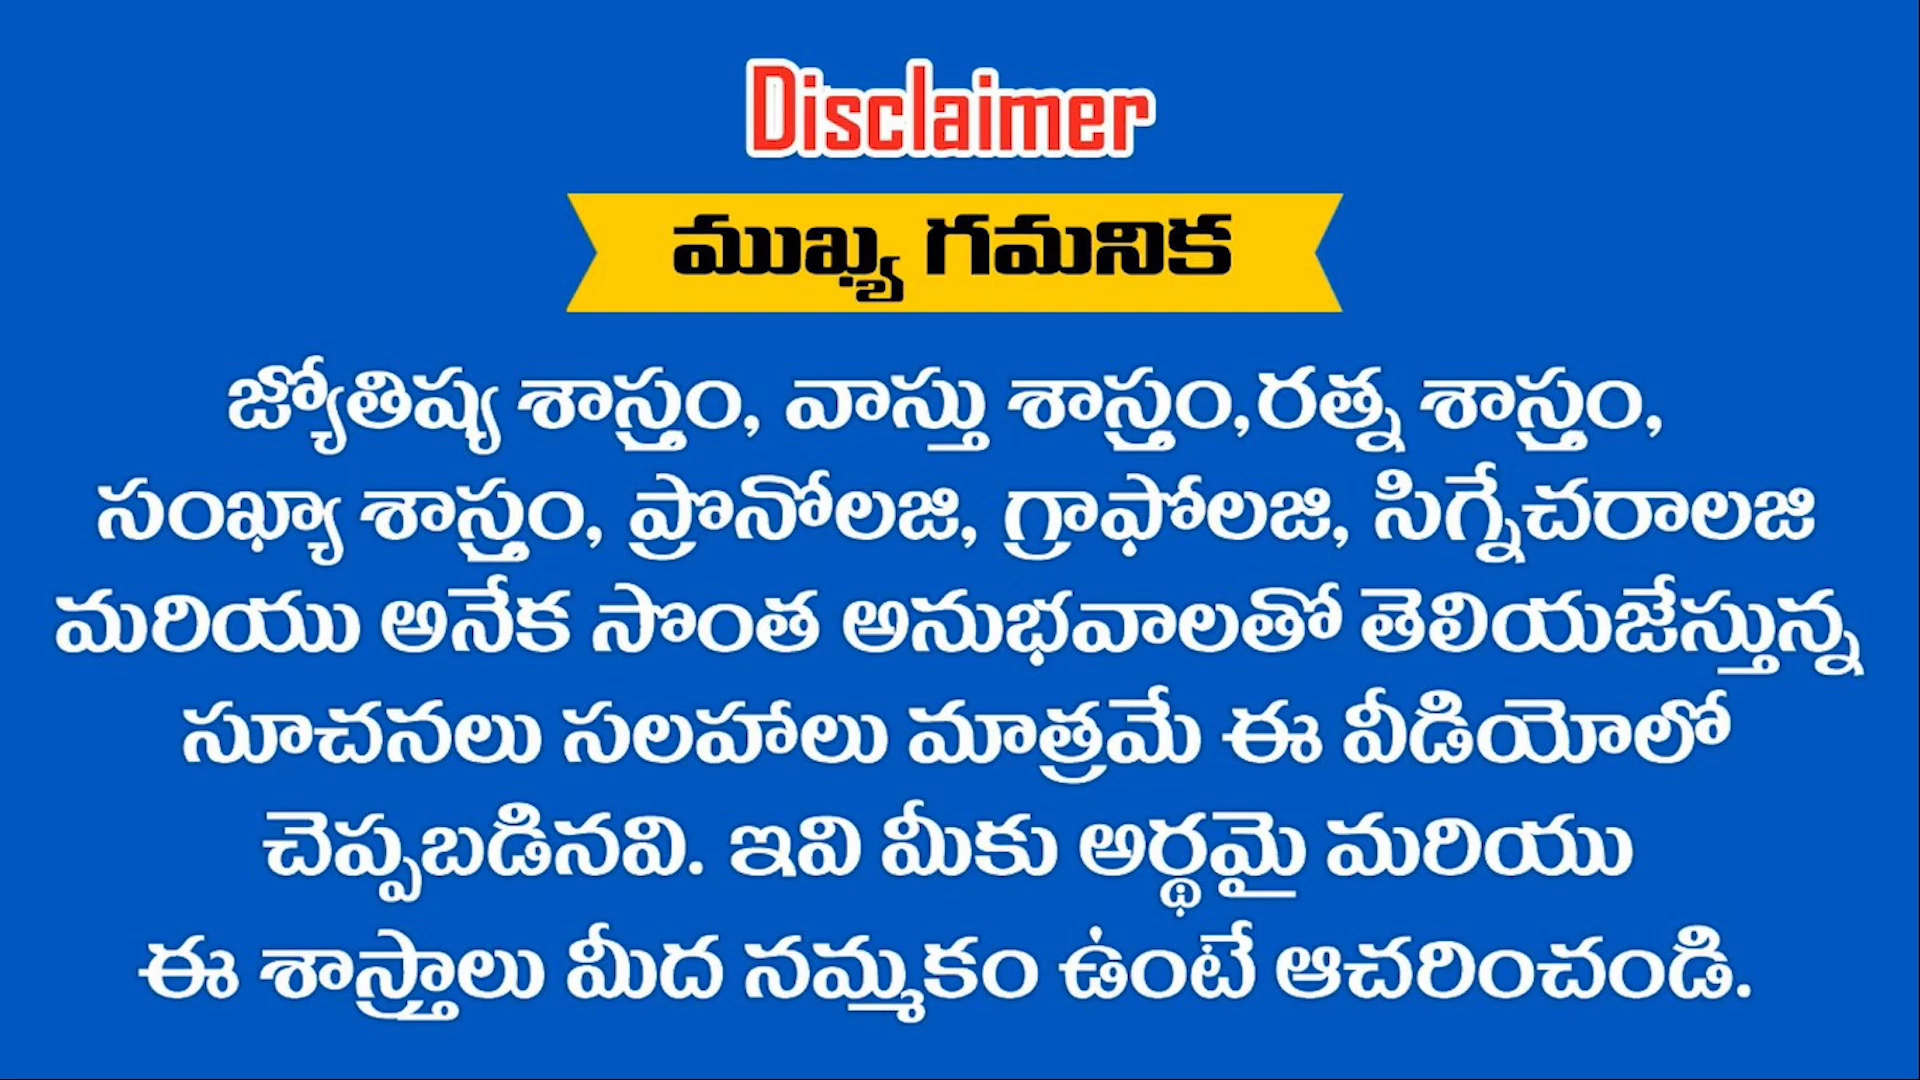 Disclaimer
ముఖ్య గమనిక
జ్యోతిష్య శాస్త్రం, వాస్తు శాస్త్రం,రత్న శాస్త్రం,
సంఖ్యా శాస్త్రం, ప్రొనోలజి, గ్రాఫోలజి, సిగ్నేచరాలజి
మరియు అనేక సొంత అనుభవాలతో తెలియజేస్తున్న
సూచనలు సలహాలు మాత్రమే ఈ వీడియోలో
చెప్పబడినవి. ఇవి మీకు అర్థమై మరియు
ఈ శాస్త్రాలు మీద నమ్మకం ఉంటే ఆచరించండి.